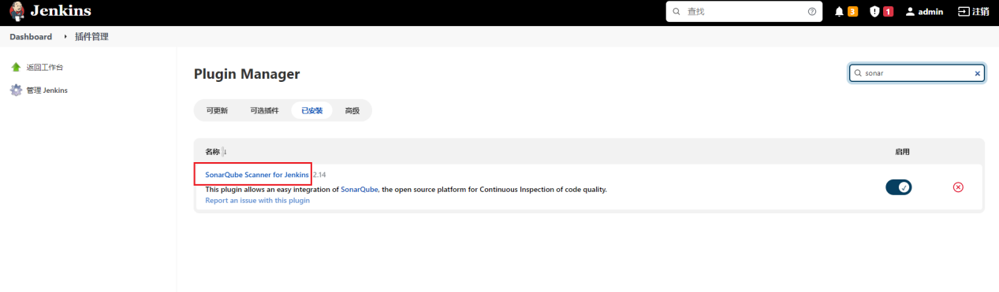 Jenkins
查找
3
1
admin
注销
Dashboard
插件管理
返回工作台
管理 Jenkins
Plugin Manager
sonar
可更新
可选插件
已安装
高级
名称 ↓
启用
SonarQube Scanner for Jenkins 2.14
This plugin allows an easy integration of SonarQube, the open source platform for Continuous Inspection of code quality.
Report an issue with this plugin